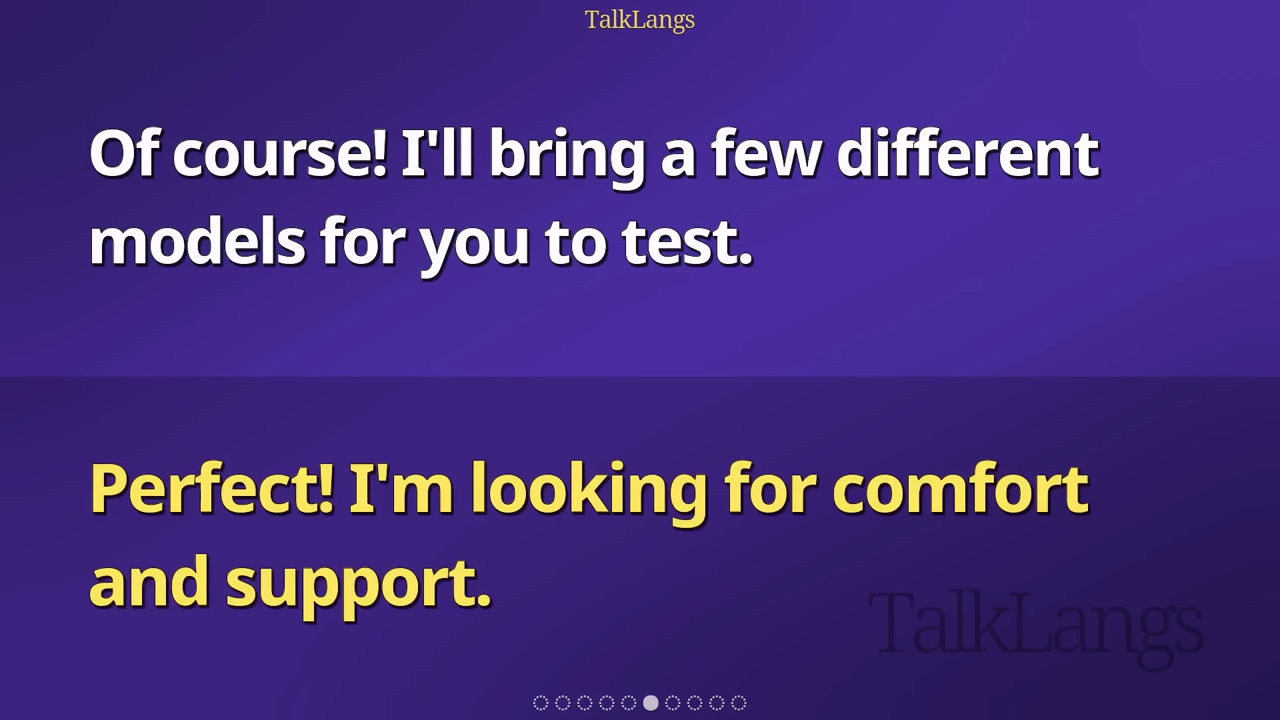 TalkLangs
Of course! I'll bring a few different
models for you to test.
Perfect! I'm looking for comfort
and support.
TalkLangs